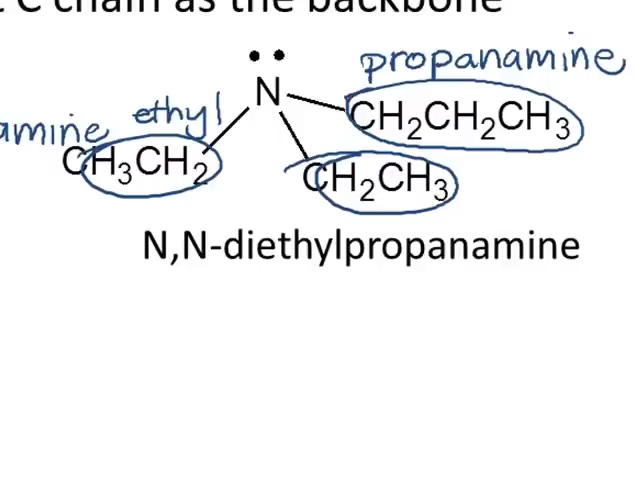 C chain as the backbone
propanamine
amine ethyl
N
CH2CH2CH3
CH3CH2
CH2CH3
N,N-diethylpropanamine